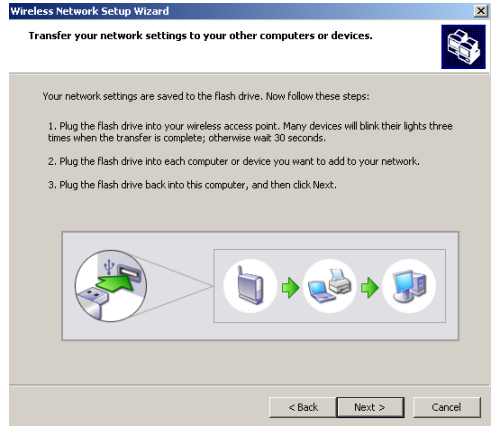 Wireless Network Setup Wizard
Transfer your network settings to your other computers or devices.
Your network settings are saved to the flash drive. Now follow these steps:
1. Plug the flash drive into your wireless access point. Many devices will blink their lights three
times when the transfer is complete; otherwise wait 30 seconds.
2. Plug the flash drive into each computer or device you want to add to your network.
3. Plug the flash drive back into this computer, and then click Next.
< Back
Next >
Cancel